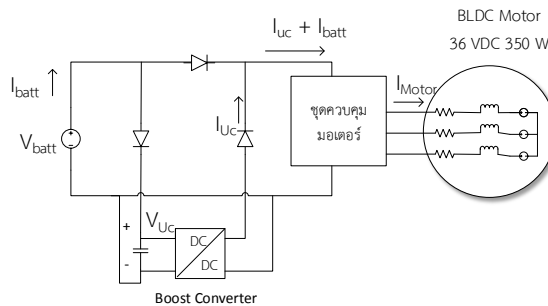 BLDC Motor
36 VDC 350 W
I_uc + I_batt
I_batt
I_Motor
I_Uc
ชุดควบคุม
มอเตอร์
V_batt
+
V_Uc
DC
-
DC
Boost Converter